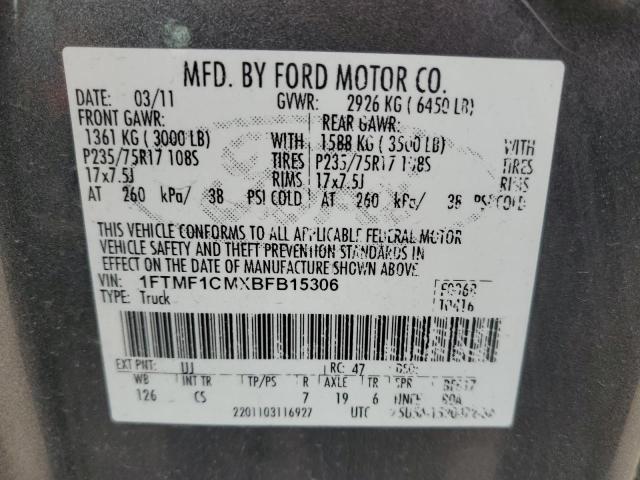 MFD. BY FORD MOTOR CO.
DATE: 03/11 GVWR: 2926 KG ( 6450 LB)
FRONT GAWR: REAR GAWR:
1361 KG ( 3000 LB) WITH 1588 KG ( 3500 LB) WITH
P235/75R17 108S TIRES P235/75R17 108S TIRES
17x7.5J RIMS 17x7.5J RIMS
AT 260 kPa/ 38 PSI COLD AT 260 kPa/ 38 PSI COLD
THIS VEHICLE CONFORMS TO ALL APPLICABLE FEDERAL MOTOR
VEHICLE SAFETY AND THEFT PREVENTION STANDARDS IN
EFFECT ON THE DATE OF MANUFACTURE SHOWN ABOVE.
VIN: 1FTMF1CMXBFB15306
TYPE: Truck 10416
EXT PNT: UJ RC: 47 DSO:
WB INT TR TP/PS R AXLE TR SPR
126 CS 7 19 6
2201103116927 UTC